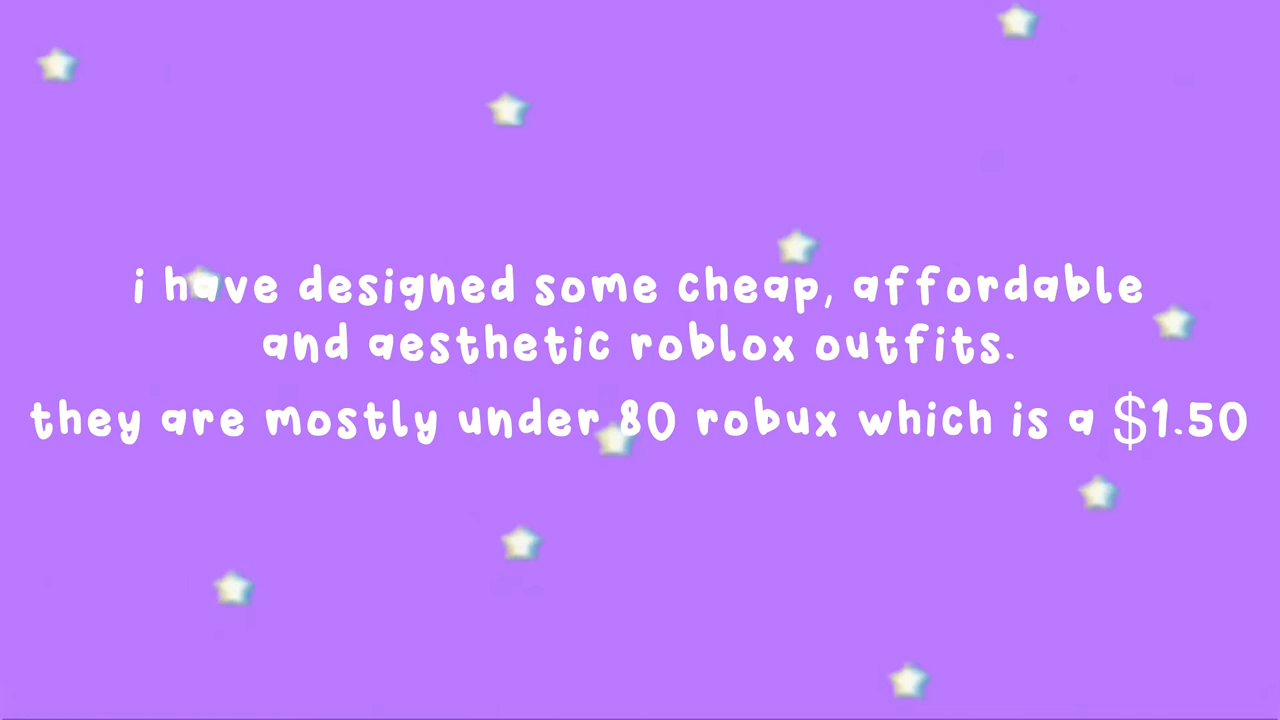 i have designed some cheap, affordable
and aesthetic roblox outfits.
they are mostly under 80 robux which is a $1.50